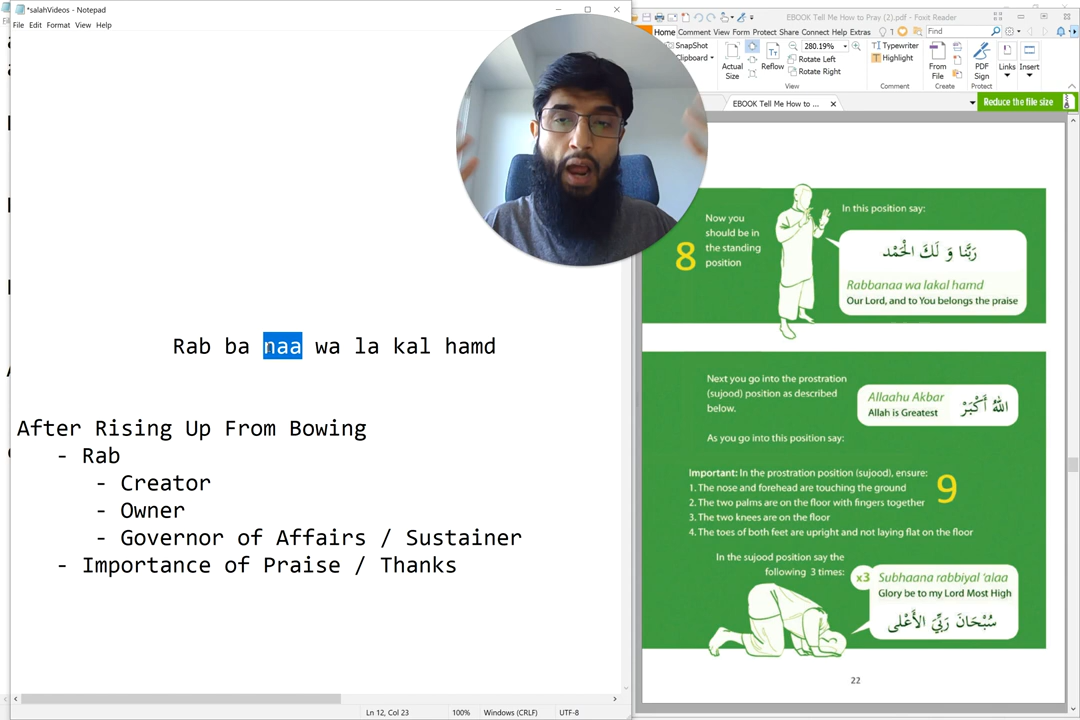 *salahVideos - Notepad
File Edit Format View Help
Rab ba naa wa la kal hamd
After Rising Up From Bowing
- Rab
- Creator
- Owner
- Governor of Affairs / Sustainer
- Importance of Praise / Thanks
Ln 12, Col 23
100%
Windows (CRLF)
UTF-8
EBOOK Tell Me How to Pray (2).pdf - Foxit Reader
Home Comment View Form Protect Share Connect Help Extras
Find
SnapShot
Clipboard
Actual Size
Reflow
280.19%
Rotate Left
Rotate Right
View
Typewriter
Highlight
Comment
From File
Create
PDF Sign
Protect
Links
Insert
EBOOK Tell Me How to ...
Reduce the file size
8
Now you
should be in
the standing
position
In this position say:
رَبَّنَا وَ لَكَ الْحَمْد
Rabbanaa wa lakal hamd
Our Lord, and to You belongs the praise
Next you go into the prostration
(sujood) position as described
below.
Allaahu Akbar
Allah is Greatest
اللهُ أَكْبَرْ
As you go into this position say:
Important: In the prostration position (sujood), ensure:
1. The nose and forehead are touching the ground
2. The two palms are on the floor with fingers together
3. The two knees are on the floor
4. The toes of both feet are upright and not laying flat on the floor
9
In the sujood position say the
following 3 times:
x3
Subhaana rabbiyal ‘alaa
Glory be to my Lord Most High
سُبْحَانَ رَبِّيَ الأَعْلَى
22